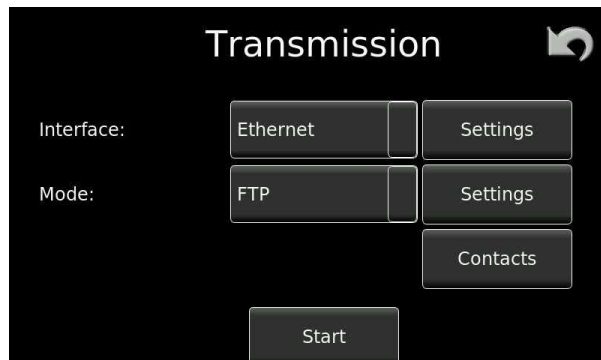 Transmission
Interface: Ethernet Settings
Mode: FTP Settings
Contacts
Start